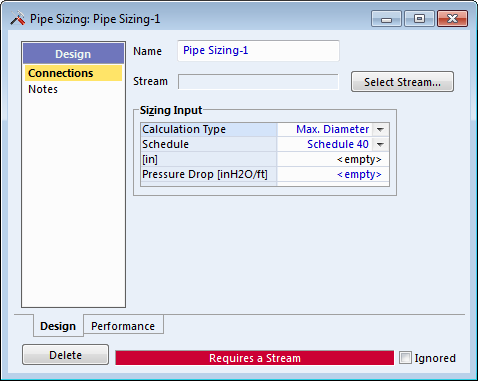 Pipe Sizing: Pipe Sizing-1
Design
Connections
Notes
Name Pipe Sizing-1
Stream Select Stream...
Sizing Input
Calculation Type Max. Diameter
Schedule Schedule 40
[in] <empty>
Pressure Drop [inH2O/ft] <empty>
Design Performance
Delete Requires a Stream Ignored